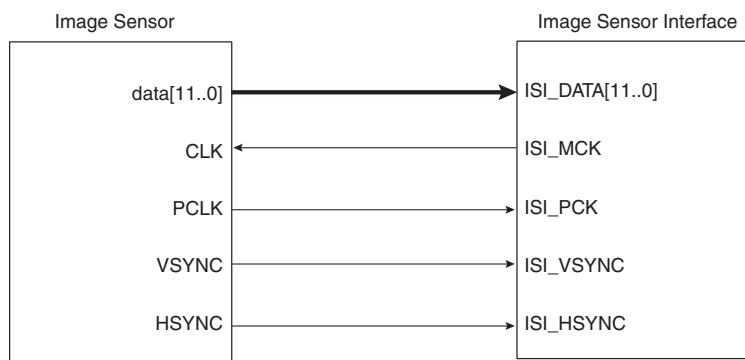 Image Sensor
Image Sensor Interface
data[11..0]
ISI_DATA[11..0]
CLK
ISI_MCK
PCLK
ISI_PCK
VSYNC
ISI_VSYNC
HSYNC
ISI_HSYNC